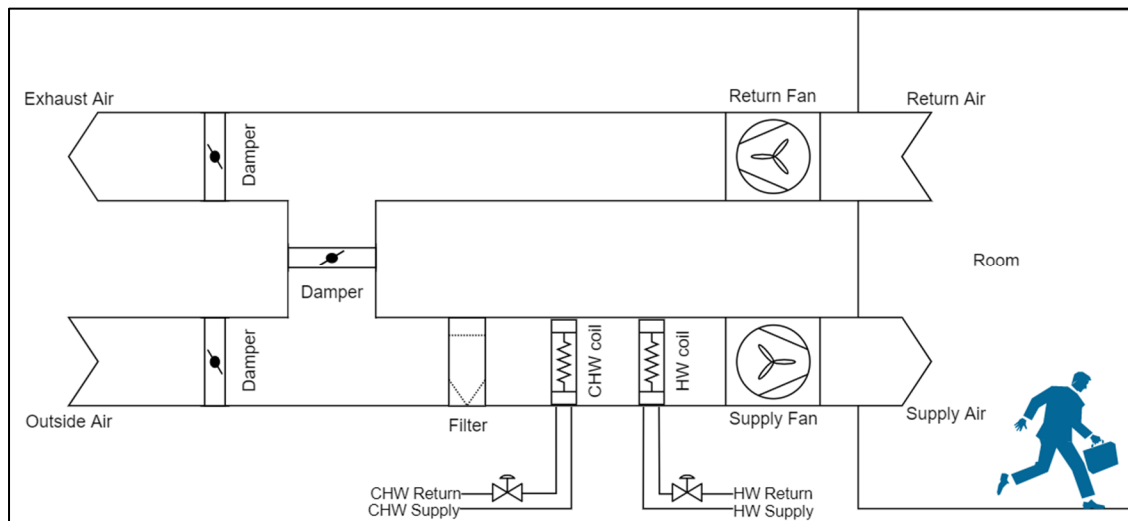 Exhaust Air
Return Fan
Return Air
Damper
Damper
Room
Damper
CHW coil
HW coil
Outside Air
Filter
Supply Fan
Supply Air
CHW Return
CHW Supply
HW Return
HW Supply